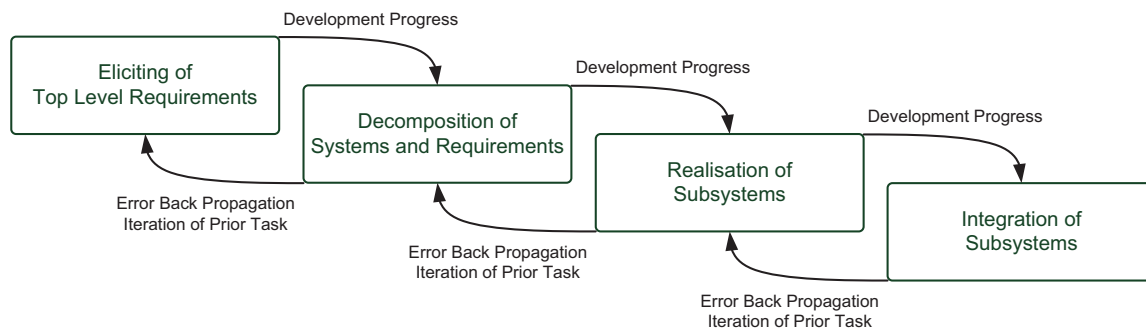 Development Progress
Eliciting of
Top Level Requirements
Development Progress
Decomposition of
Systems and Requirements
Development Progress
Realisation of
Subsystems
Error Back Propagation
Iteration of Prior Task
Integration of
Subsystems
Error Back Propagation
Iteration of Prior Task
Error Back Propagation
Iteration of Prior Task